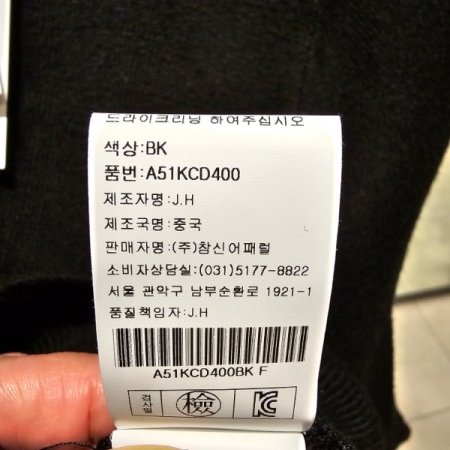 드라이크리닝 하여주십시오
색상:BK
품번:A51KCD400
제조자명:J.H
제조국명:중국
판매자명:(주)참신어패럴
소비자상담실:(031)5177-8822
서울 관악구 남부순환로 1921-1
품질책임자:J.H
A51KCD400BK F
검사필 檢 KC